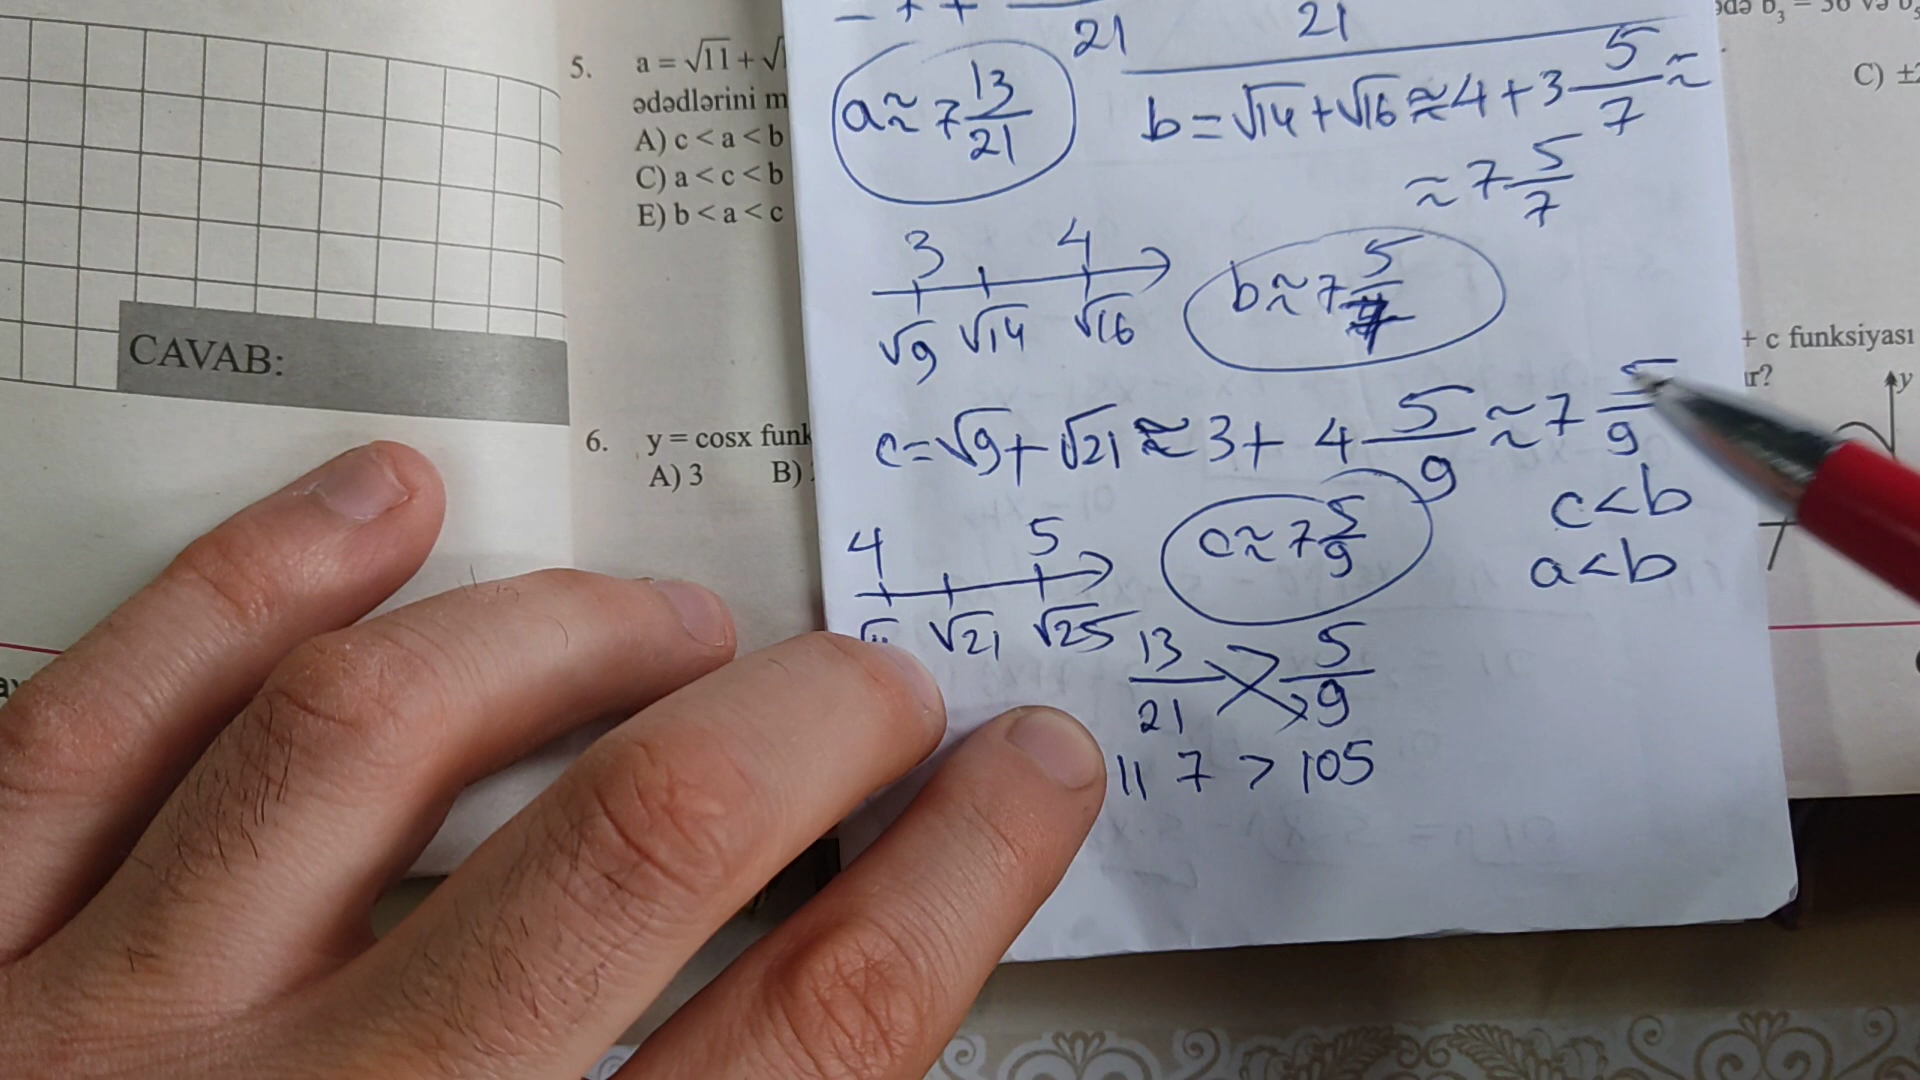 5. a = √11 + √
ədədlərini m
A) c < a < b
C) a < c < b
E) b < a < c
CAVAB:
6. y = cosx funk
A) 3 B)
21 21
a ≈ 7 13/21
b = √14 + √16 ≈ 4 + 3 5/7 ≈
≈ 7 5/7
3 4
√9 √14 √16
b ≈ 7 5/7
c = √9 + √21 ≈ 3 + 4 5/9 ≈ 7 5/9
c < b
a < b
4 5
√21 √25
c ≈ 7 5/9
13/21 5/9
117 > 105
C) ±
+ c funksiyası
ır?
y